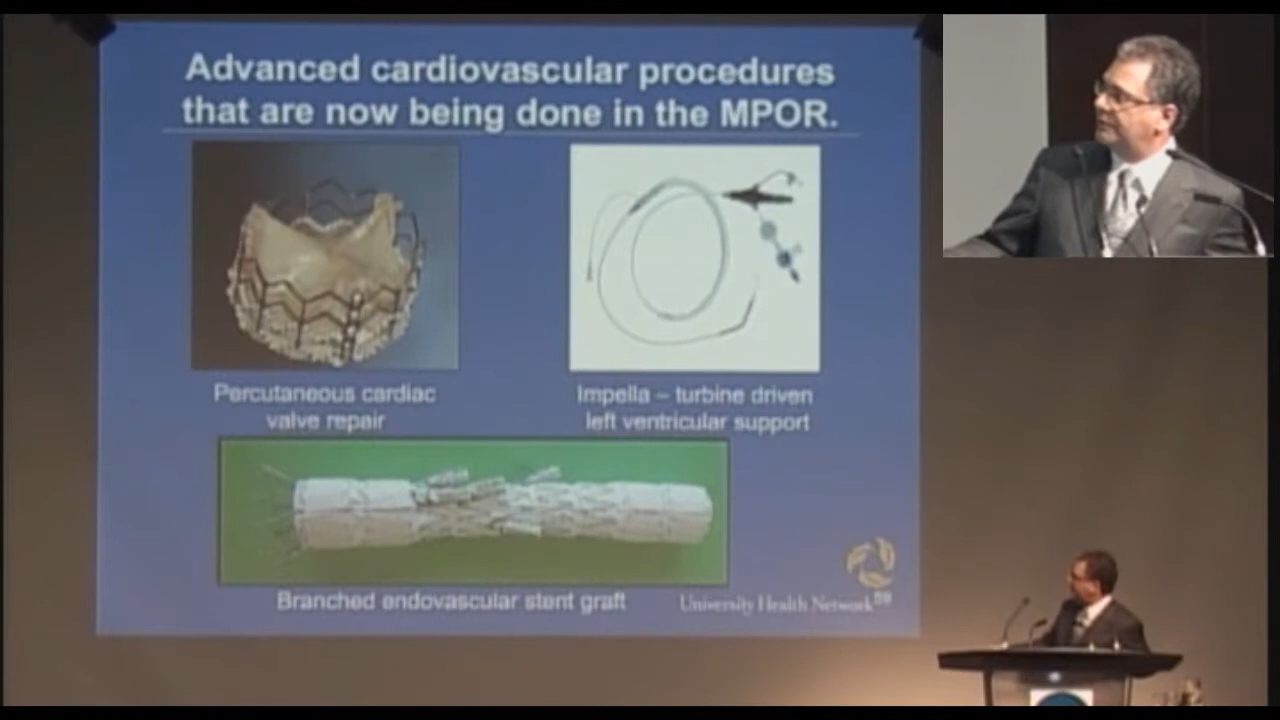 Advanced cardiovascular procedures
that are now being done in the MPOR.
Percutaneous cardiac
valve repair
Impella – turbine driven
left ventricular support
Branched endovascular stent graft
University Health Network